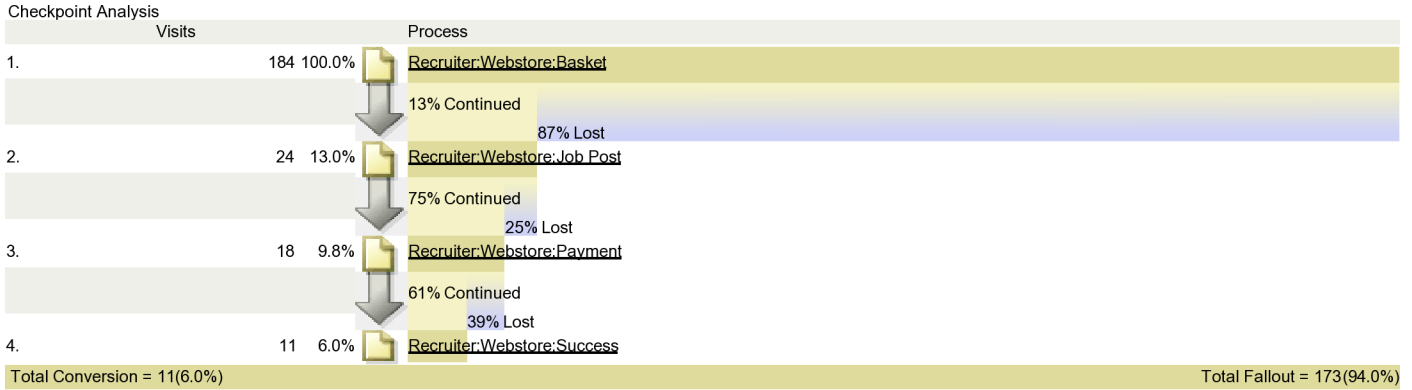 Checkpoint Analysis
Visits Process
1. 184 100.0% Recruiter:Webstore:Basket
13% Continued
87% Lost
2. 24 13.0% Recruiter:Webstore:Job Post
75% Continued
25% Lost
3. 18 9.8% Recruiter:Webstore:Payment
61% Continued
39% Lost
4. 11 6.0% Recruiter:Webstore:Success
Total Conversion = 11(6.0%) Total Fallout = 173(94.0%)